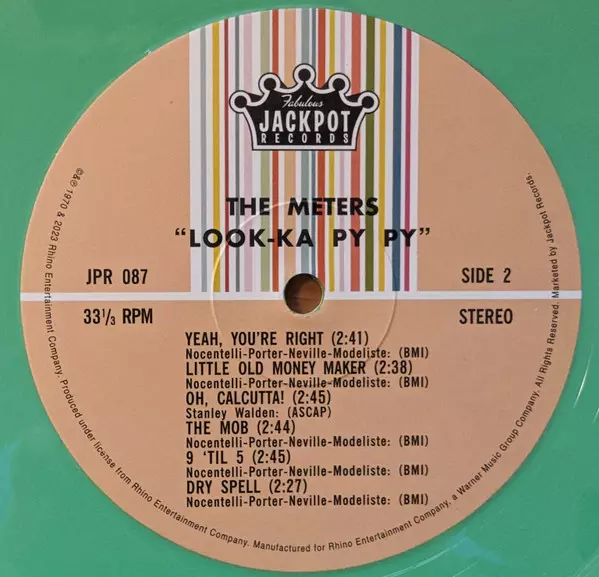 Fabulous
JACKPOT
RECORDS
THE METERS
"LOOK-KA PY PY"
JPR 087
SIDE 2
33 1/3 RPM
STEREO
YEAH, YOU'RE RIGHT (2:41)
Nocentelli-Porter-Neville-Modeliste: (BMI)
LITTLE OLD MONEY MAKER (2:38)
Nocentelli-Porter-Neville-Modeliste: (BMI)
OH, CALCUTTA! (2:45)
Stanley Walden: (ASCAP)
THE MOB (2:44)
Nocentelli-Porter-Neville-Modeliste: (BMI)
9 'TIL 5 (2:45)
Nocentelli-Porter-Neville-Modeliste: (BMI)
DRY SPELL (2:27)
Nocentelli-Porter-Neville-Modeliste: (BMI)
©&℗ 1970 & 2023 Rhino Entertainment Company. Produced under license from Rhino Entertainment Company. Manufactured for Rhino Entertainment Company, a Warner Music Group Company. All Rights Reserved. Marketed by Jackpot Records.